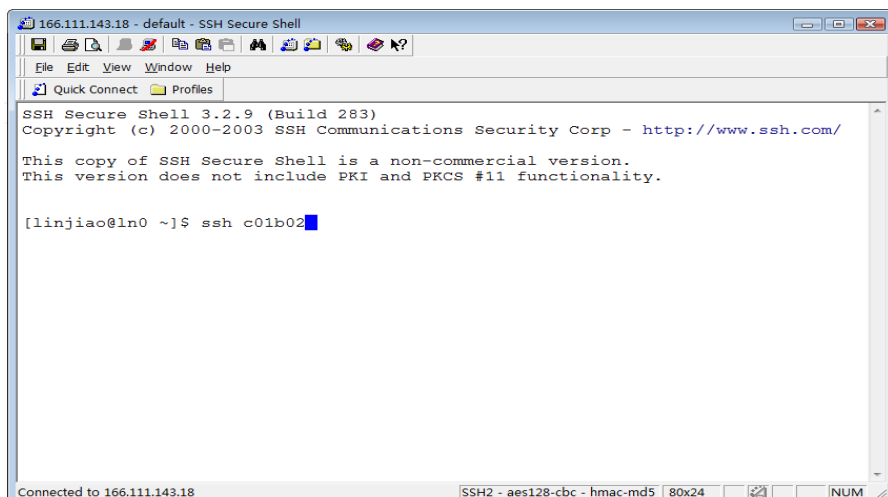 166.111.143.18 - default - SSH Secure Shell
File Edit View Window Help
Quick Connect Profiles
SSH Secure Shell 3.2.9 (Build 283)
Copyright (c) 2000-2003 SSH Communications Security Corp - http://www.ssh.com/
This copy of SSH Secure Shell is a non-commercial version.
This version does not include PKI and PKCS #11 functionality.
[linjiao@ln0 ~]$ ssh c01b02
Connected to 166.111.143.18 SSH2 - aes128-cbc - hmac-md5 80x24 NUM